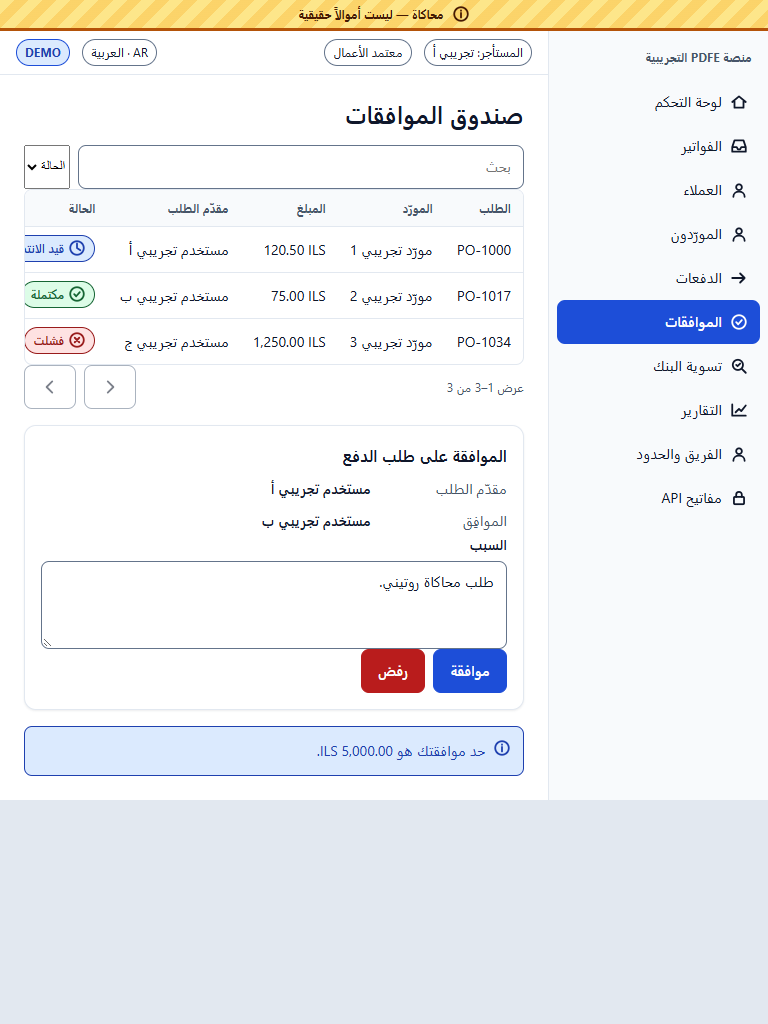 محاكاة — ليست أموالاً حقيقية
المستأجر: تجريبي أ
معتمد الأعمال
AR · العربية
DEMO
منصة PDFE التجريبية
لوحة التحكم
الفواتير
العملاء
المورّدون
الدفعات
الموافقات
تسوية البنك
التقارير
الفريق والحدود
مفاتيح API
صندوق الموافقات
بحث
الحالة
الطلب المورّد المبلغ مقدّم الطلب الحالة
PO-1000 مورّد تجريبي 1 120.50 ILS مستخدم تجريبي أ قيد
PO-1017 مورّد تجريبي 2 75.00 ILS مستخدم تجريبي ب مكتملة
PO-1034 مورّد تجريبي 3 1,250.00 ILS مستخدم تجريبي ج فشلت
عرض 1–3 من 3
الموافقة على طلب الدفع
مقدّم الطلب مستخدم تجريبي أ
الموافِق مستخدم تجريبي ب
السبب
طلب محاكاة روتيني.
موافقة
رفض
حد موافقتك هو 5,000.00 ILS.